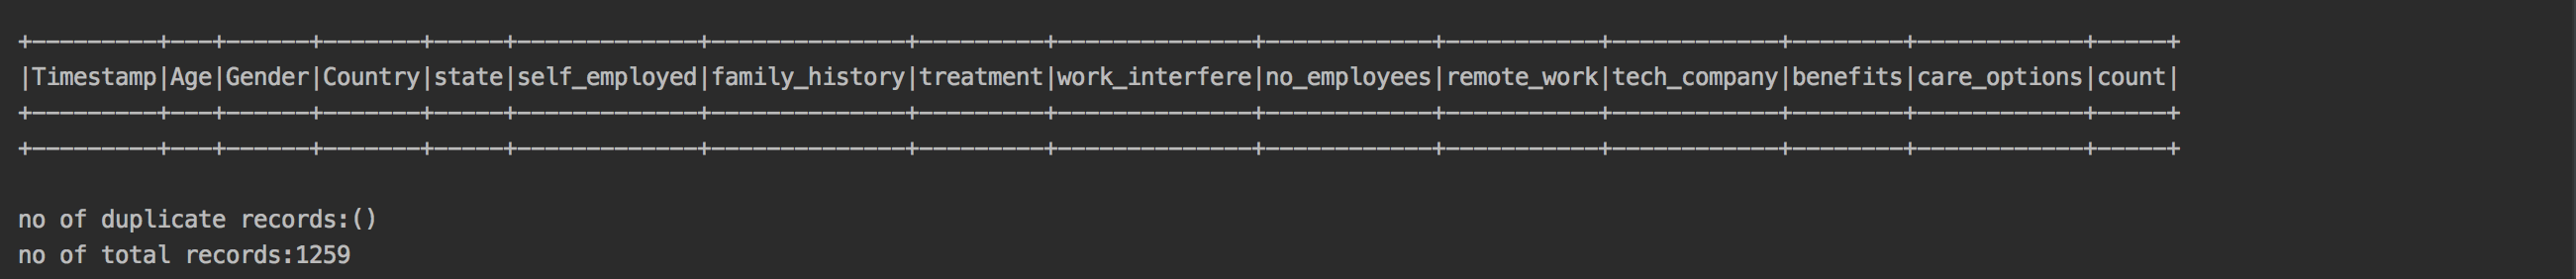 +---------+---+------+-------+-----+-------------+--------------+---------+--------------+------------+-----------+------------+--------+------------+-----+
|Timestamp|Age|Gender|Country|state|self_employed|family_history|treatment|work_interfere|no_employees|remote_work|tech_company|benefits|care_options|count|
+---------+---+------+-------+-----+-------------+--------------+---------+--------------+------------+-----------+------------+--------+------------+-----+
+---------+---+------+-------+-----+-------------+--------------+---------+--------------+------------+-----------+------------+--------+------------+-----+
no of duplicate records:()
no of total records:1259